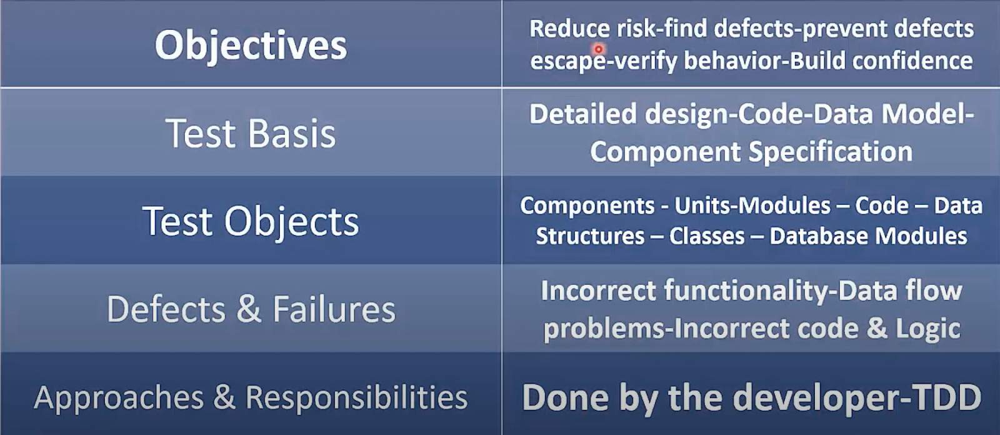 Objectives
Reduce risk-find defects-prevent defects
escape-verify behavior-Build confidence
Test Basis
Detailed design-Code-Data Model-
Component Specification
Test Objects
Components - Units-Modules – Code – Data
Structures – Classes – Database Modules
Defects & Failures
Incorrect functionality-Data flow
problems-Incorrect code & Logic
Approaches & Responsibilities
Done by the developer-TDD